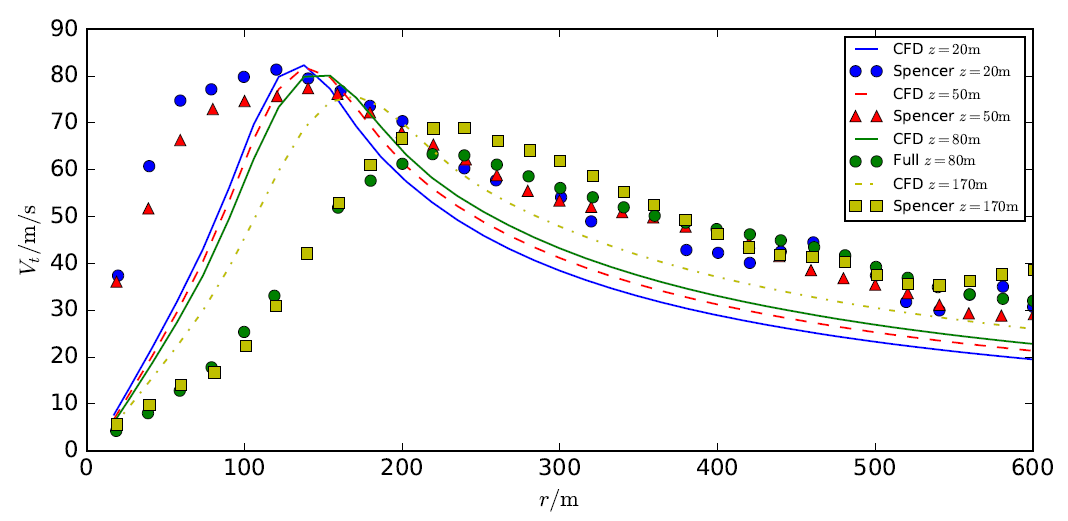 90
80
70
60
50
40
30
20
10
0
V_t/m/s
0 100 200 300 400 500 600
r/m
CFD z = 20m
Spencer z = 20m
CFD z = 50m
Spencer z = 50m
CFD z = 80m
Full z = 80m
CFD z = 170m
Spencer z = 170m